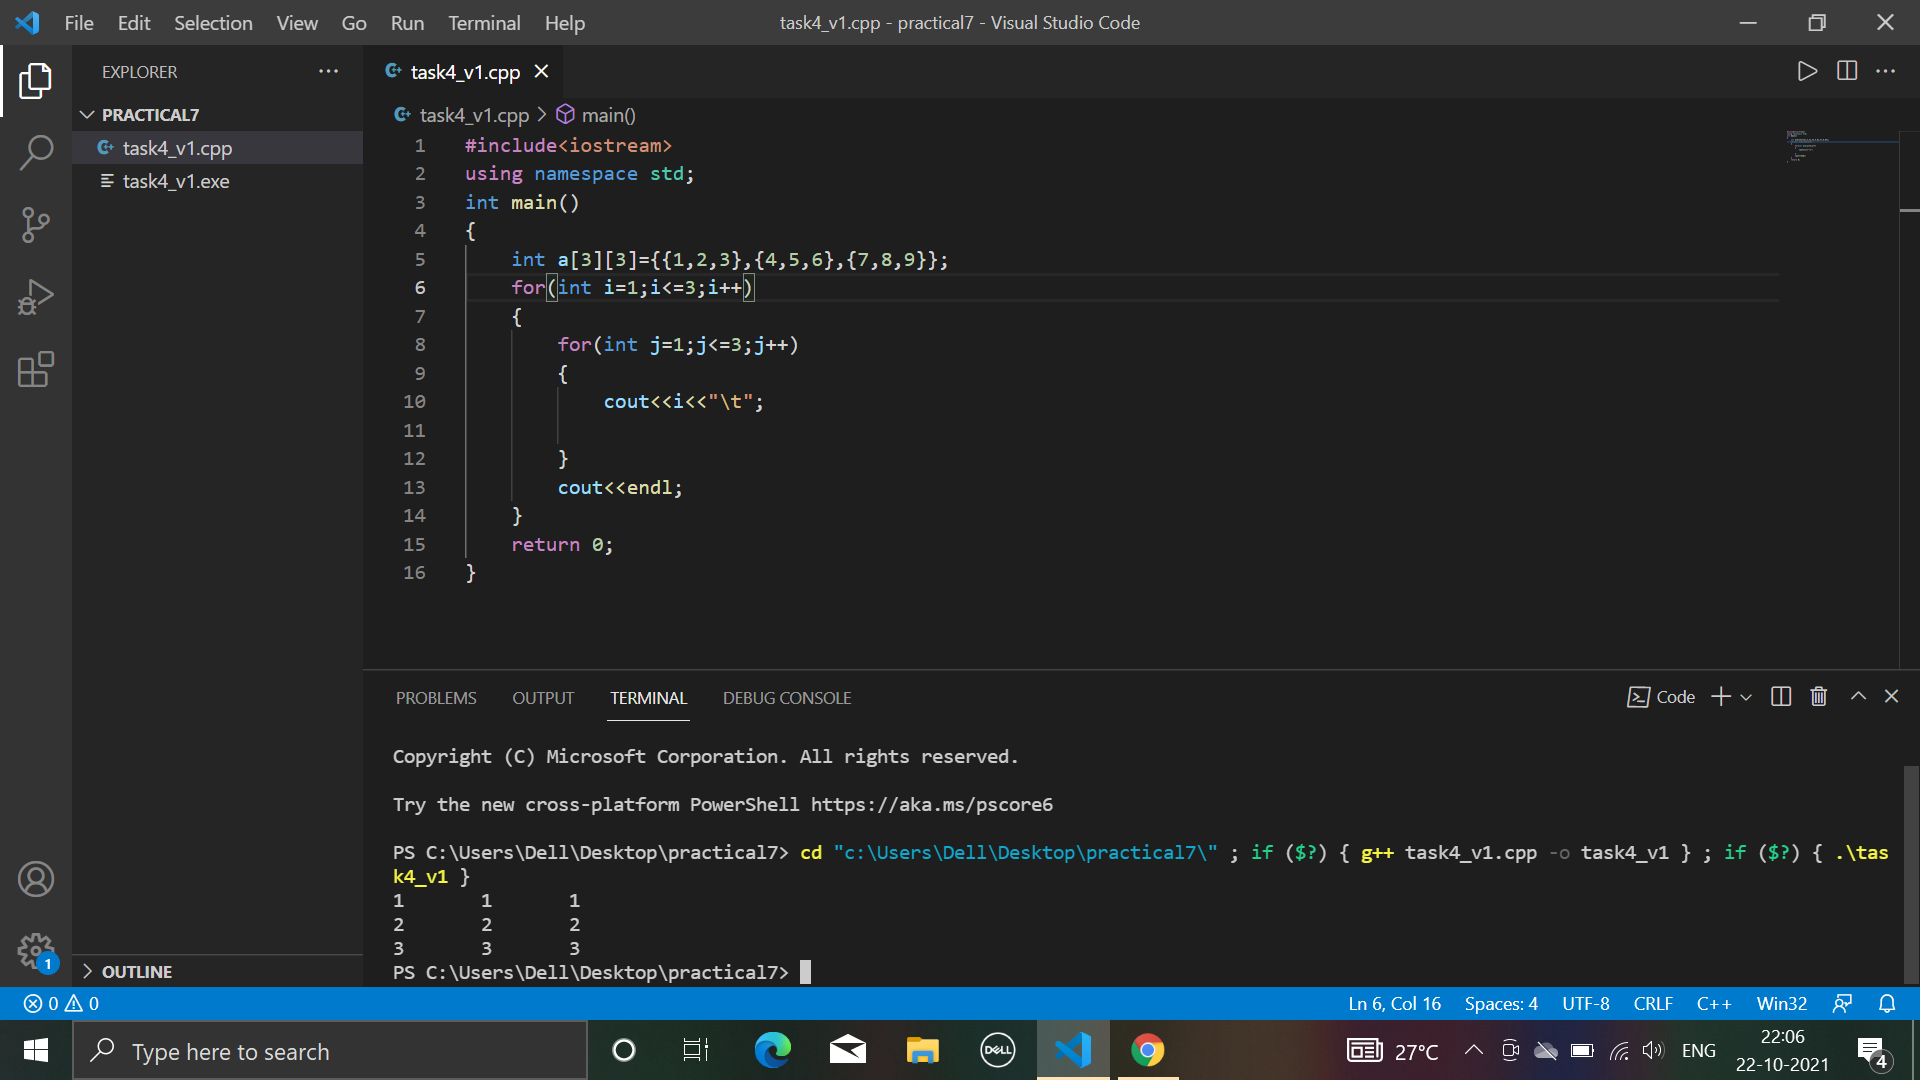 File Edit Selection View Go Run Terminal Help
task4_v1.cpp - practical7 - Visual Studio Code
EXPLORER
PRACTICAL7
task4_v1.cpp
task4_v1.exe
OUTLINE
task4_v1.cpp
task4_v1.cpp > main()
1 #include<iostream>
2 using namespace std;
3 int main()
4 {
5     int a[3][3]={{1,2,3},{4,5,6},{7,8,9}};
6     for(int i=1;i<=3;i++)
7     {
8         for(int j=1;j<=3;j++)
9         {
10             cout<<i<<"\t";
11
12         }
13         cout<<endl;
14     }
15     return 0;
16 }
PROBLEMS OUTPUT TERMINAL DEBUG CONSOLE
Code
Copyright (C) Microsoft Corporation. All rights reserved.
Try the new cross-platform PowerShell https://aka.ms/pscore6
PS C:\Users\Dell\Desktop\practical7> cd "c:\Users\Dell\Desktop\practical7\" ; if ($?) { g++ task4_v1.cpp -o task4_v1 } ; if ($?) { .\tas
k4_v1 }
1 1 1
2 2 2
3 3 3
PS C:\Users\Dell\Desktop\practical7>
1
0 0
Ln 6, Col 16 Spaces: 4 UTF-8 CRLF C++ Win32
Type here to search
DELL
27°C
ENG
22:06
22-10-2021
4